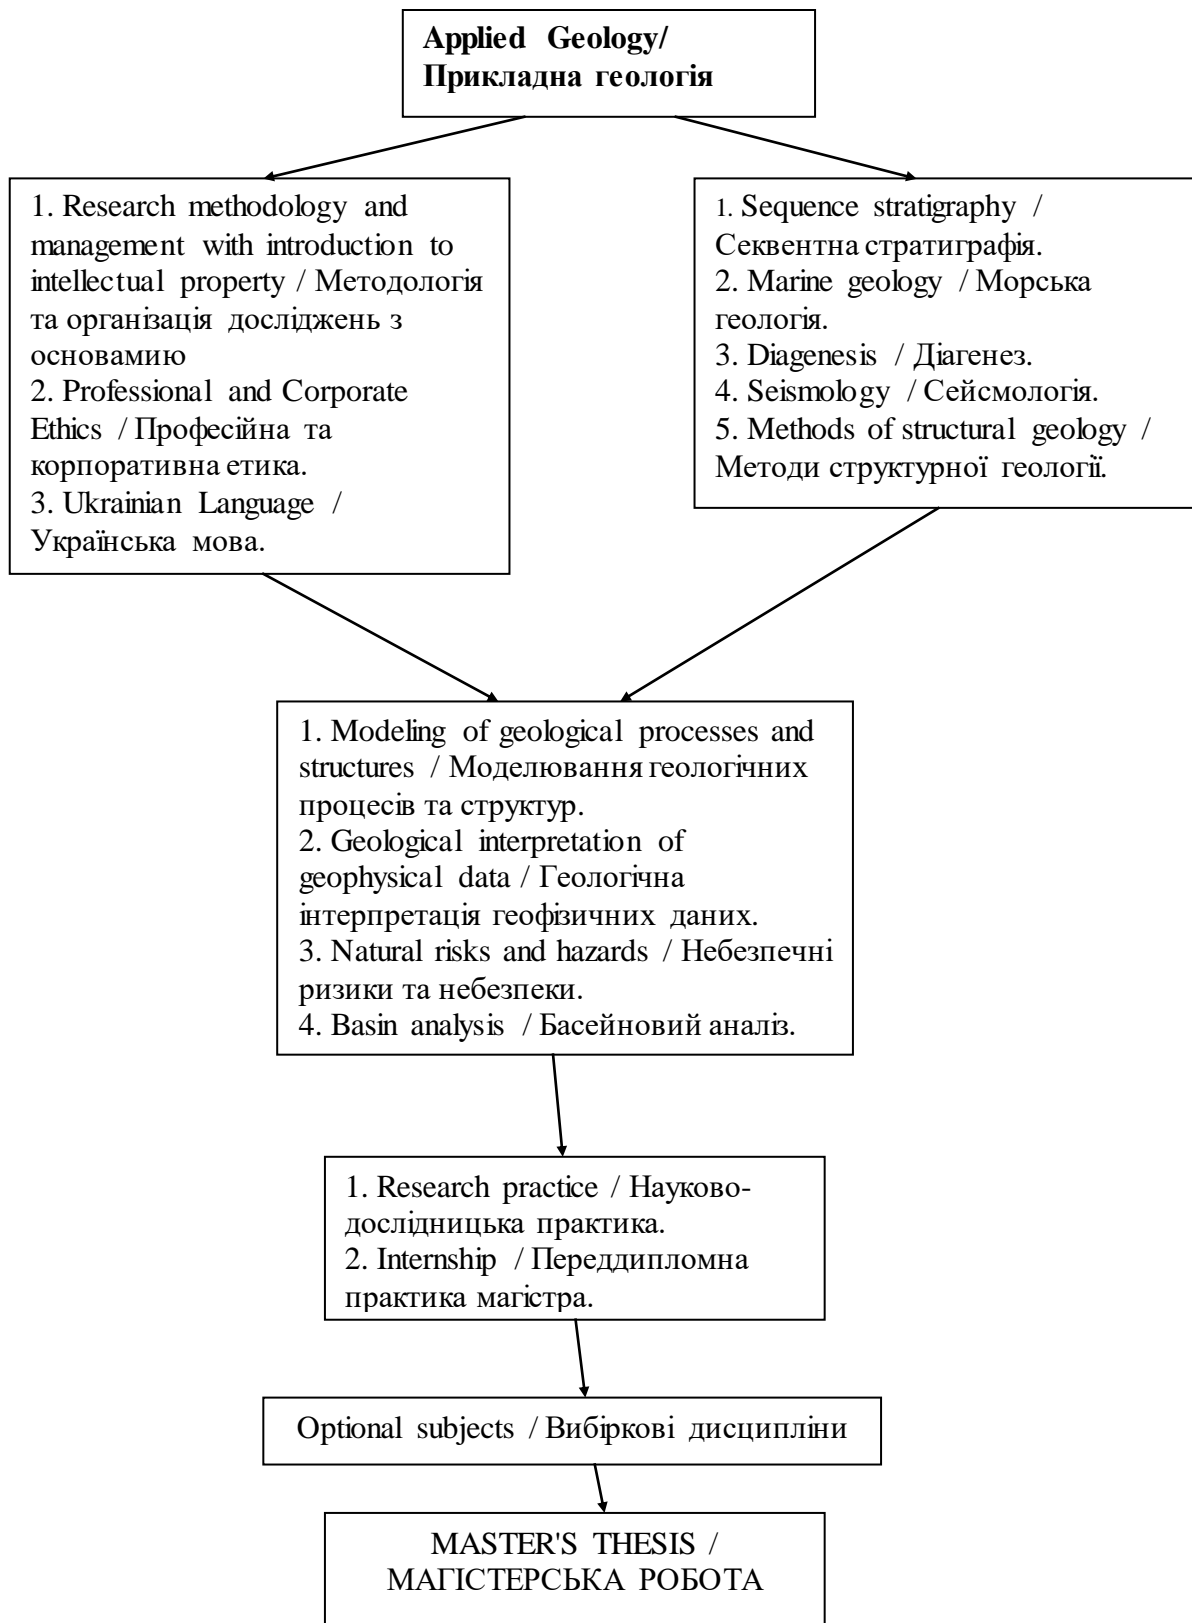 Applied Geology/
Прикладна геологія
1. Research methodology and
management with introduction to
intellectual property / Методологія
та організація досліджень з
основамию
2. Professional and Corporate
Ethics / Професійна та
корпоративна етика.
3. Ukrainian Language /
Українська мова.
1. Sequence stratigraphy /
Секвентна стратиграфія.
2. Marine geology / Морська
геологія.
3. Diagenesis / Діагенез.
4. Seismology / Сейсмологія.
5. Methods of structural geology /
Методи структурної геології.
1. Modeling of geological processes and
structures / Моделювання геологічних
процесів та структур.
2. Geological interpretation of
geophysical data / Геологічна
інтерпретація геофізичних даних.
3. Natural risks and hazards / Небезпечні
ризики та небезпеки.
4. Basin analysis / Басейновий аналіз.
1. Research practice / Науково-
дослідницька практика.
2. Internship / Переддипломна
практика магістра.
Optional subjects / Вибіркові дисципліни
MASTER'S THESIS /
МАГІСТЕРСЬКА РОБОТА